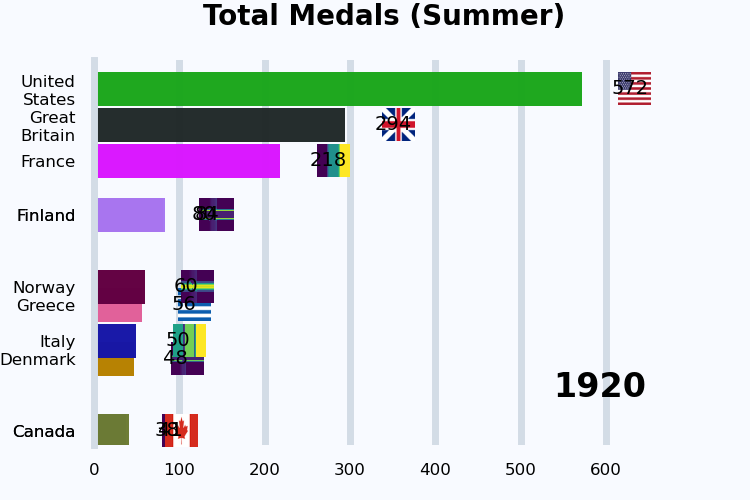 Total Medals (Summer)
United
States
572
Great
Britain
294
France
218
Finland
Norway
60
Greece
56
Italy
50
Denmark
48
1920
Canada
0 100 200 300 400 500 600